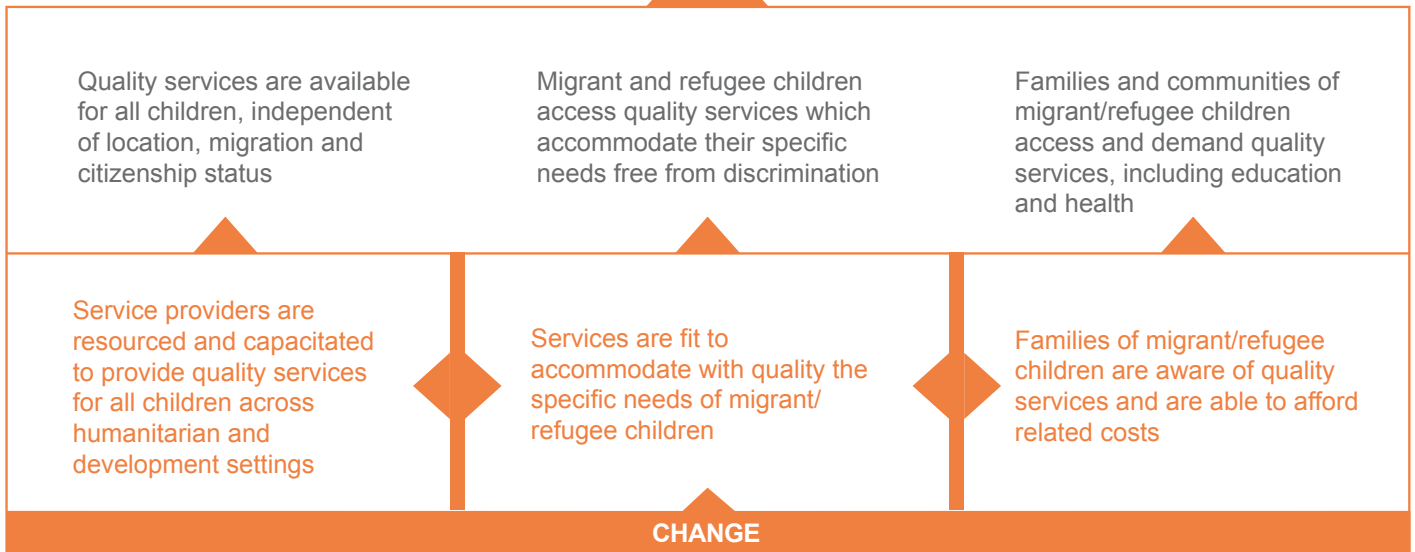 Quality services are available
for all children, independent
of location, migration and
citizenship status
Migrant and refugee children
access quality services which
accommodate their specific
needs free from discrimination
Families and communities of
migrant/refugee children
access and demand quality
services, including education
and health
Service providers are
resourced and capacitated
to provide quality services
for all children across
humanitarian and
development settings
Services are fit to
accommodate with quality the
specific needs of migrant/
refugee children
Families of migrant/refugee
children are aware of quality
services and are able to afford
related costs
CHANGE